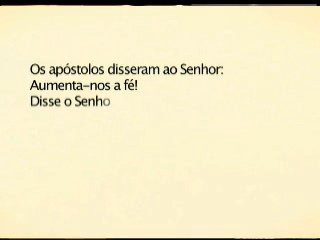 Os apóstolos disseram ao Senhor:
Aumenta-nos a fé!
Disse o Senho